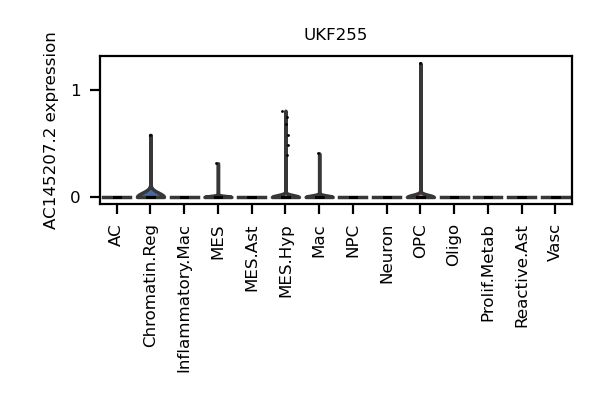 UKF255
AC145207.2 expression
1
0
AC
Chromatin.Reg
Inflammatory.Mac
MES
MES.Ast
MES.Hyp
Mac
NPC
Neuron
OPC
Oligo
Prolif.Metab
Reactive.Ast
Vasc